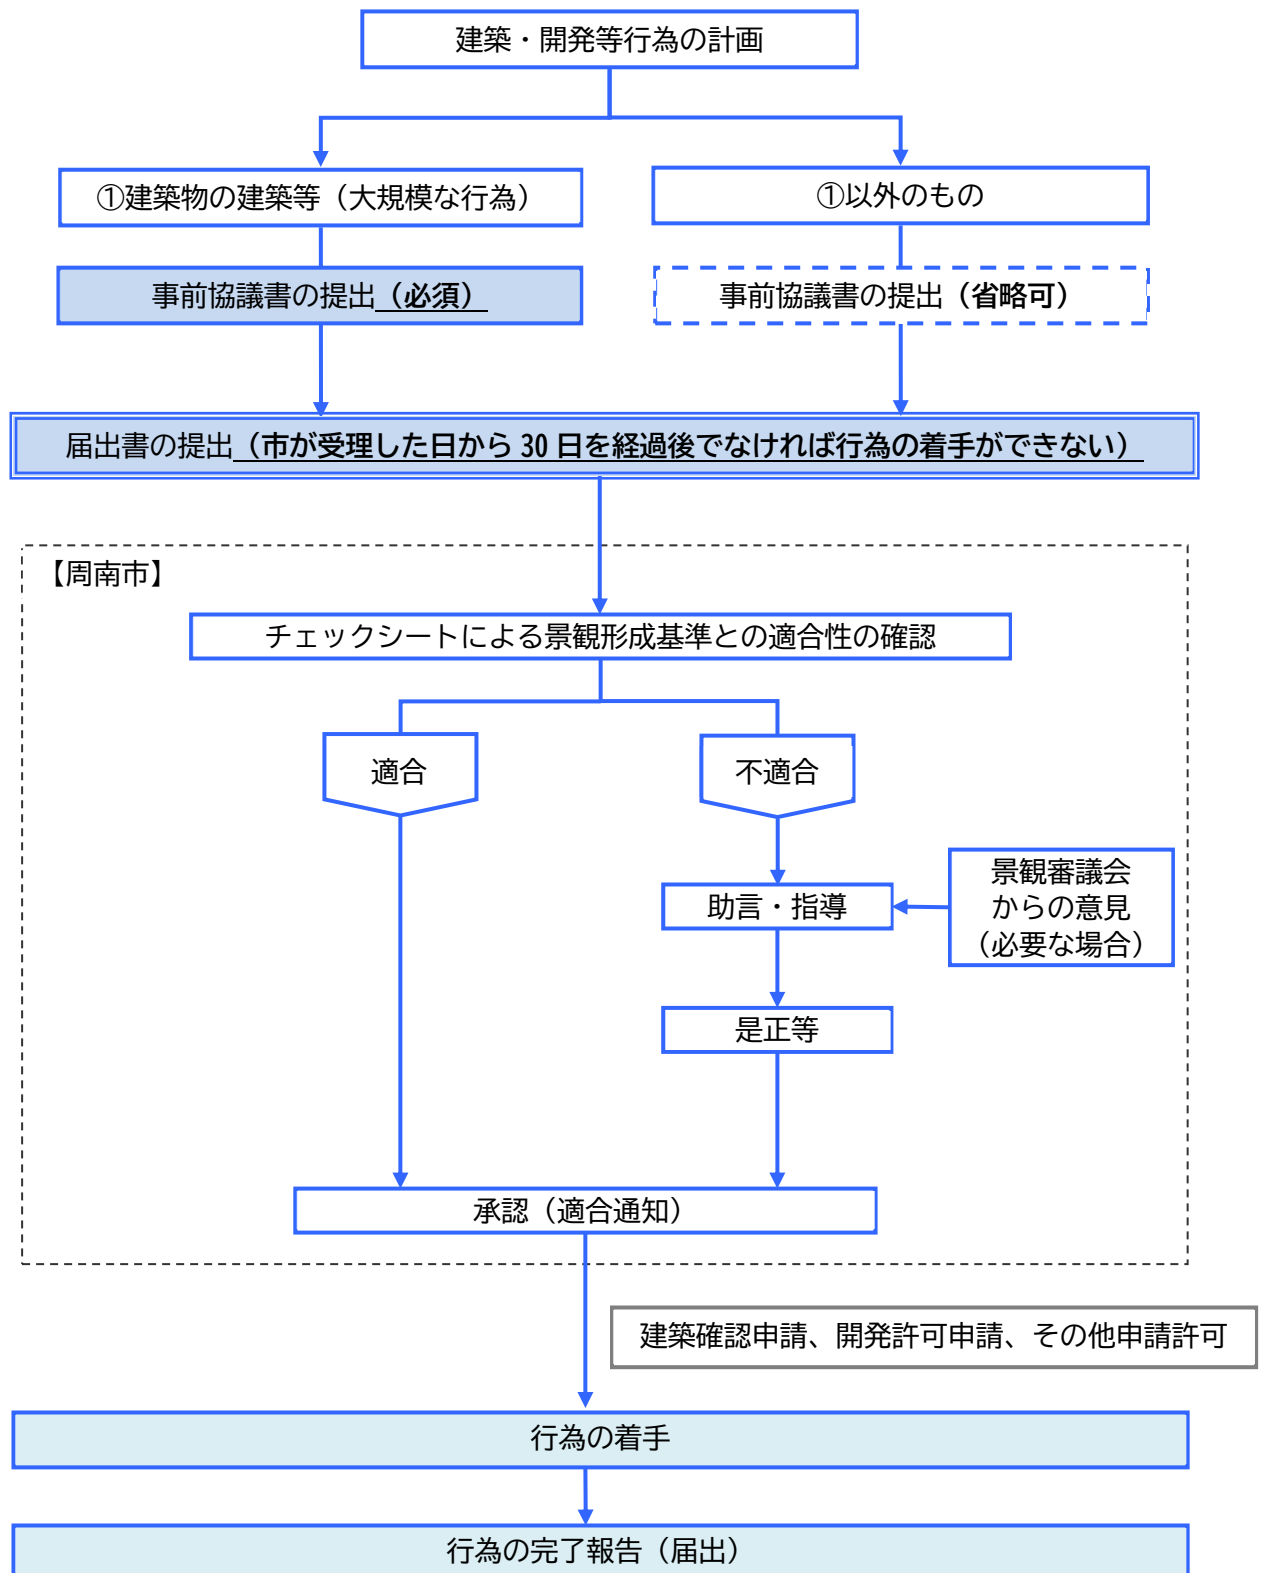 建築・開発等行為の計画
①建築物の建築等（大規模な行為）
①以外のもの
事前協議書の提出（必須）
事前協議書の提出（省略可）
届出書の提出（市が受理した日から 30 日を経過後でなければ行為の着手ができない）
【周南市】
チェックシートによる景観形成基準との適合性の確認
適合
不適合
景観審議会
からの意見
（必要な場合）
助言・指導
是正等
承認（適合通知）
建築確認申請、開発許可申請、その他申請許可
行為の着手
行為の完了報告（届出）